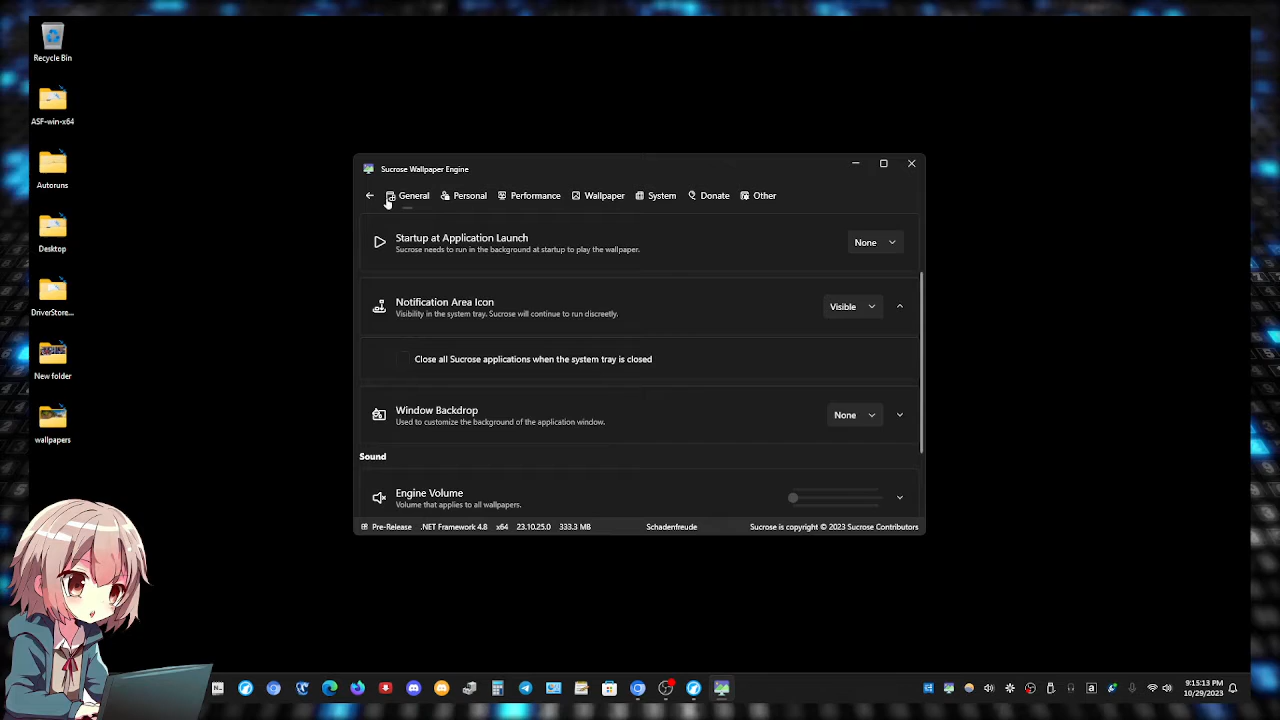 Recycle Bin
ASF-win-x64
Autoruns
Desktop
DriverStore...
New folder
wallpapers
Sucrose Wallpaper Engine
General Personal Performance Wallpaper System Donate Other
Startup at Application Launch
Sucrose needs to run in the background at startup to play the wallpaper.
None
Notification Area Icon
Visibility in the system tray. Sucrose will continue to run discreetly.
Visible
Close all Sucrose applications when the system tray is closed
Window Backdrop
Used to customize the background of the application window.
None
Sound
Engine Volume
Volume that applies to all wallpapers.
Pre-Release .NET Framework 4.8 x64 23.10.25.0 333.3 MB Schadenfreude Sucrose is copyright © 2023 Sucrose Contributors
9:15:13 PM
10/29/2023